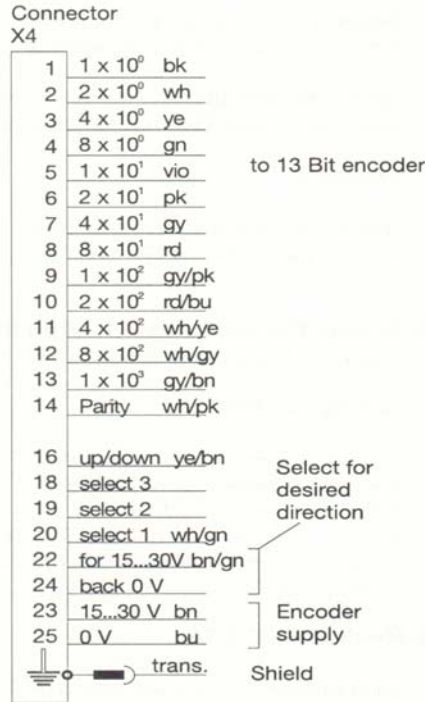 Connector
X4
1 1 x 10⁰ bk
2 2 x 10⁰ wh
3 4 x 10⁰ ye
4 8 x 10⁰ gn
5 1 x 10¹ vio
to 13 Bit encoder
6 2 x 10¹ pk
7 4 x 10¹ gy
8 8 x 10¹ rd
9 1 x 10² gy/pk
10 2 x 10² rd/bu
11 4 x 10² wh/ye
12 8 x 10² wh/gy
13 1 x 10³ gy/bn
14 Parity wh/pk
16 up/down ye/bn
18 select 3
19 select 2
20 select 1 wh/gn
Select for
desired
direction
22 for 15...30V bn/gn
24 back 0 V
23 15...30 V bn
25 0 V bu
Encoder
supply
trans.
Shield